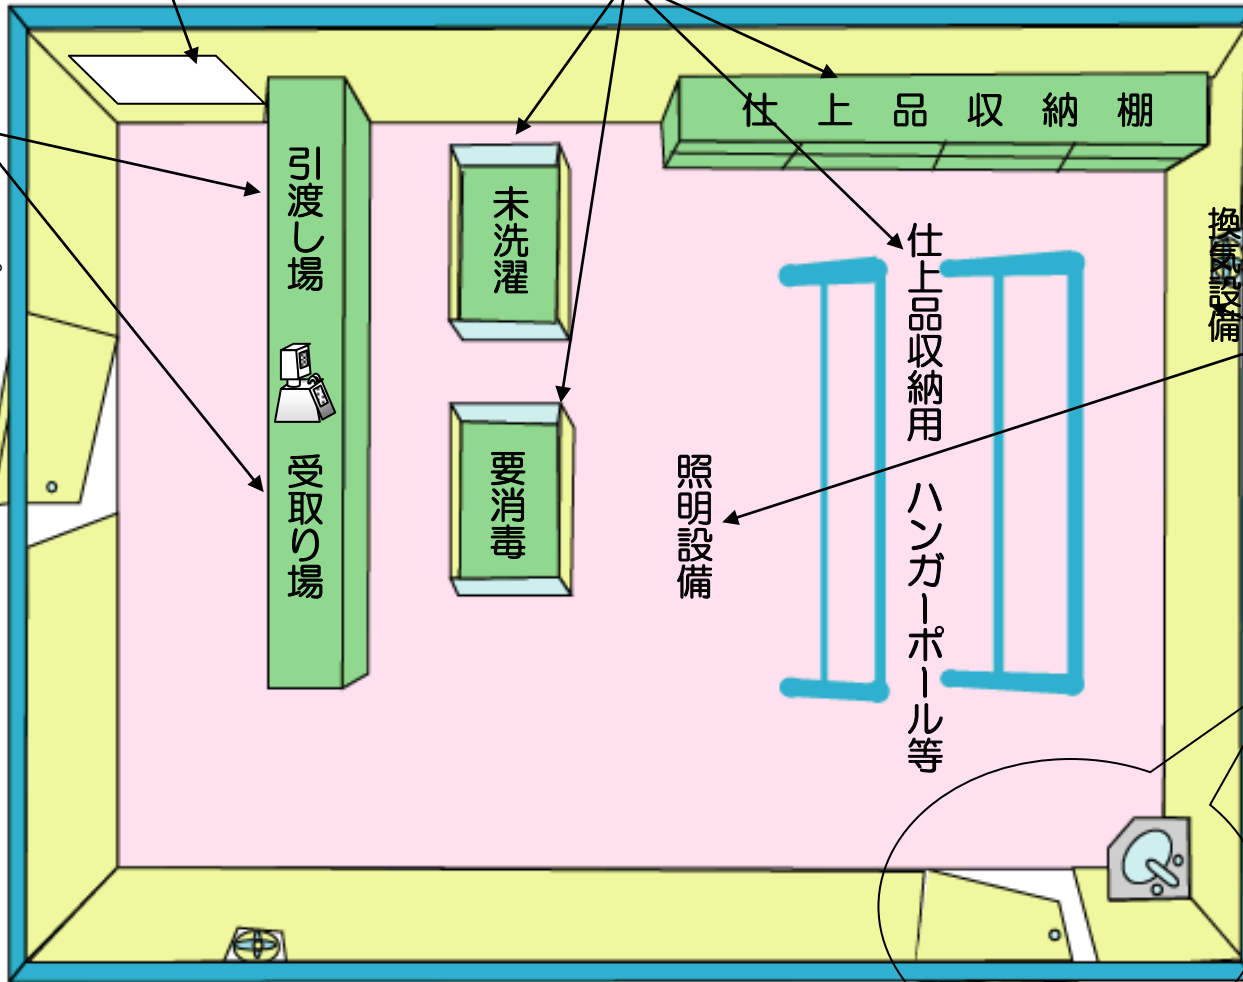 仕上品収納棚
引渡し場
受取り場
未洗濯
要消毒
照明設備
仕上品収納用 ハンガーポール等
換気設備